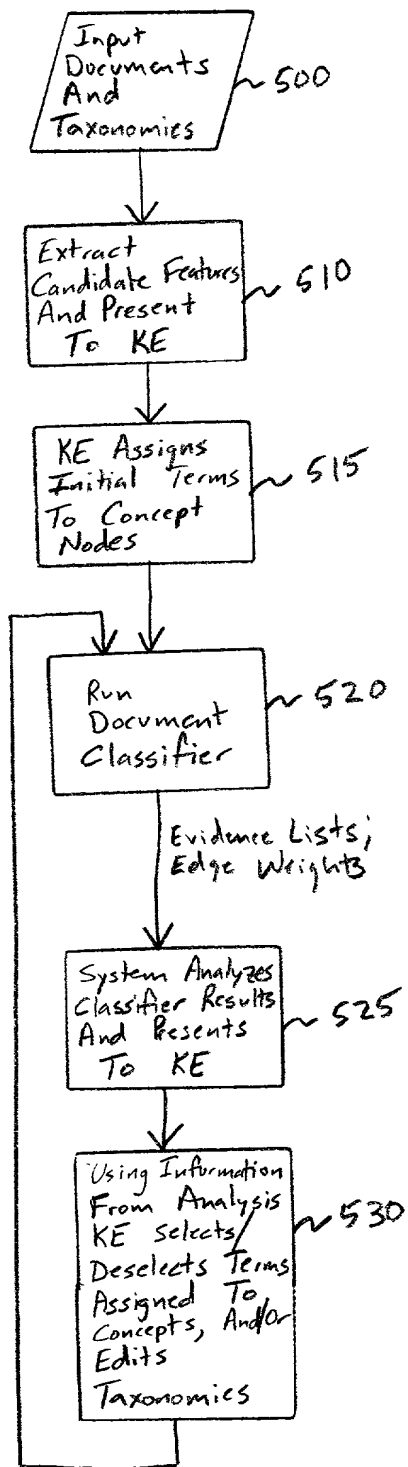 Input
Documents
And
Taxonomies
500
Extract
Candidate Features
And Present
To KE
510
KE Assigns
Initial Terms
To Concept
Nodes
515
Run
Document
Classifier
520
Evidence Lists;
Edge Weights
System Analyzes
Classifier Results
And Presents
To KE
525
Using Information
From Analysis
KE Selects/
Deselects Terms
Assigned To
Concepts, And/Or
Edits
Taxonomies
530